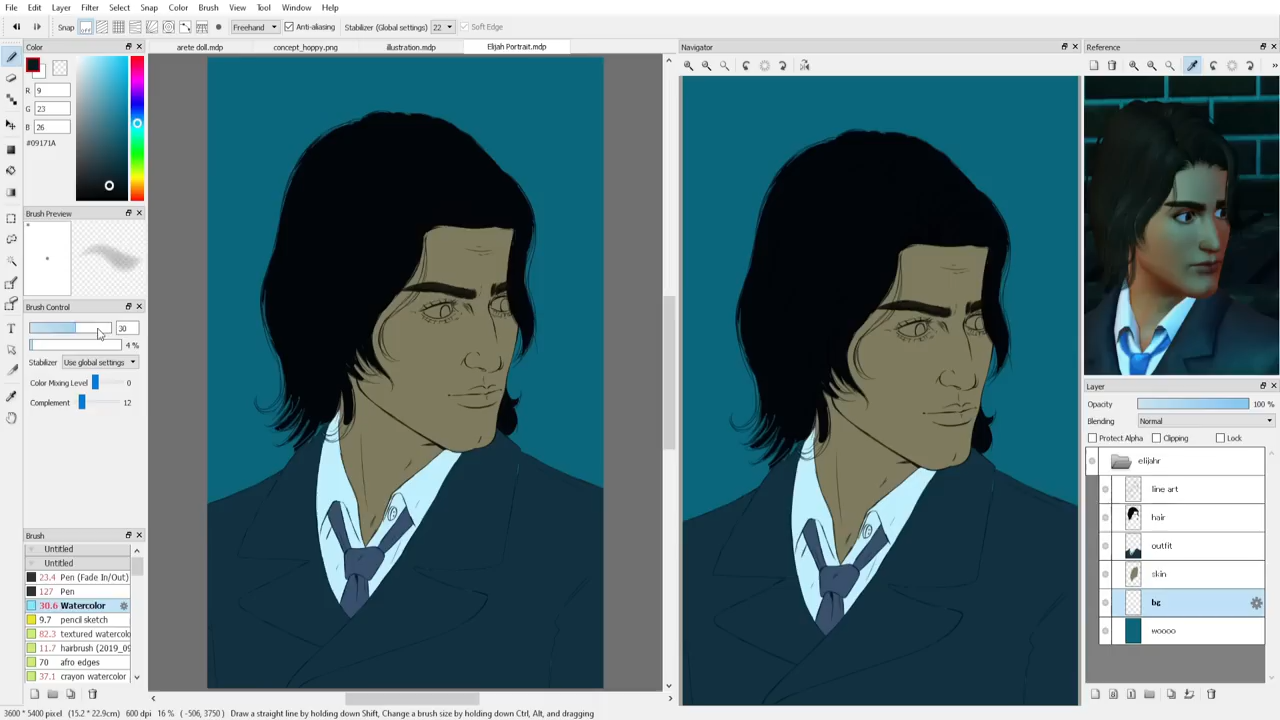 File Edit Layer Filter Select Snap Color Brush View Tool Window Help
Snap off Freehand Anti-aliasing Stabilizer (Global settings) 22 Soft Edge
Color
arete doll.mdp concept_hoppy.png illustration.mdp Elijah Portrait.mdp
Navigator
Reference
R 9
G 23
B 26
#09171A
Brush Preview
Brush Control
30
4 %
Stabilizer Use global settings
Color Mixing Level 0
Complement 12
Layer
Opacity 100 %
Blending Normal
Protect Alpha Clipping Lock
elijahr
line art
hair
outfit
skin
bg
woooo
Brush
Untitled
Untitled
23.4 Pen (Fade In/Out)
127 Pen
30.6 Watercolor
9.7 pencil sketch
82.3 textured watercolo
11.7 hairbrush (2019_09
70 afro edges
37.1 crayon watercolor
3600 * 5400 pixel (15.2 * 22.9cm) 600 dpi 16 % ( -506, 3750 ) Draw a straight line by holding down Shift, Change a brush size by holding down Ctrl, Alt, and dragging